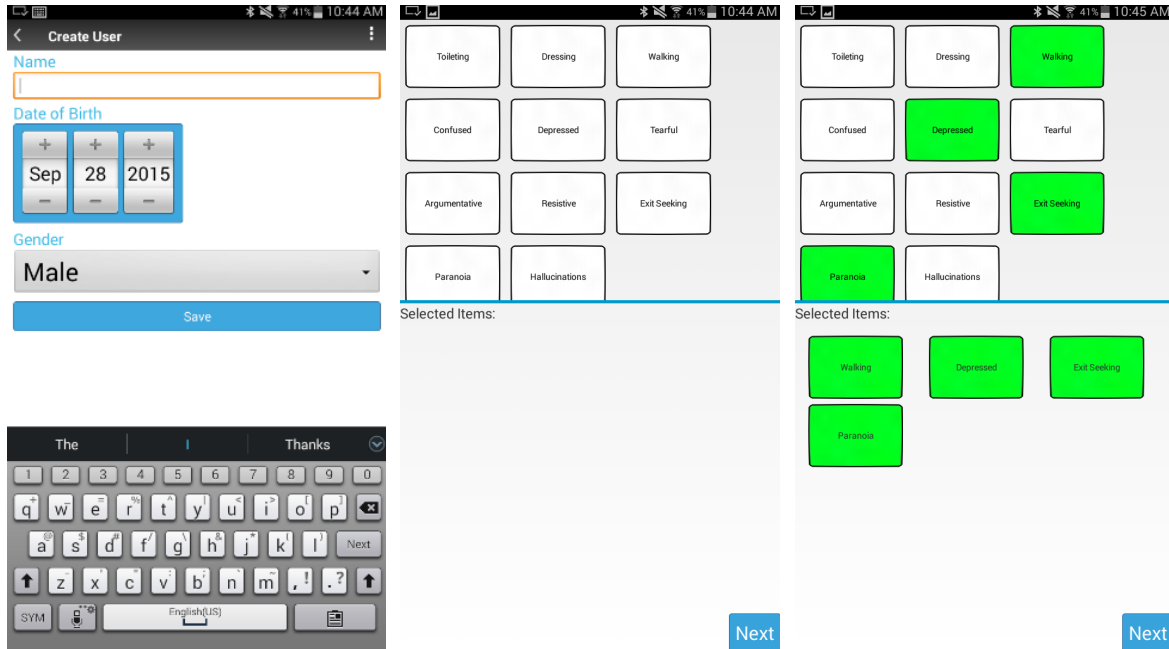 41% 10:44 AM
Create User
Name
Date of Birth
+ + +
Sep 28 2015
- - -
Gender
Male
Save
The I Thanks
1 2 3 4 5 6 7 8 9 0
q w e r t y u i o p
a s d f g h j k l Next
z x c v b n m , ! . ?
SYM English(US)
41% 10:44 AM
Toileting Dressing Walking
Confused Depressed Tearful
Argumentative Resistive Exit Seeking
Paranoia Hallucinations
Selected Items:
Next
41% 10:45 AM
Toileting Dressing Walking
Confused Depressed Tearful
Argumentative Resistive Exit Seeking
Paranoia Hallucinations
Selected Items:
Walking Depressed Exit Seeking
Paranoia
Next